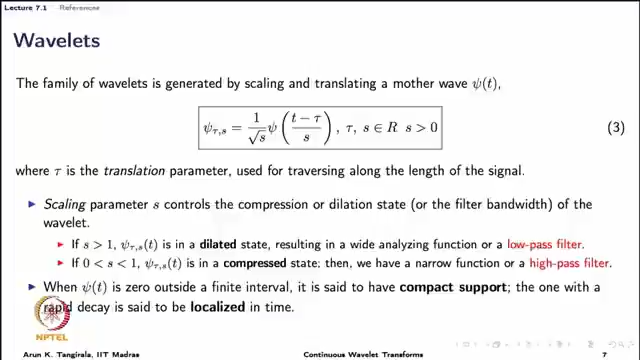 Lecture 7.1 References
Wavelets
The family of wavelets is generated by scaling and translating a mother wave ψ(t),
ψτ,s = 1/√s ψ((t − τ)/s), τ, s ∈ R s > 0 (3)
where τ is the translation parameter, used for traversing along the length of the signal.
Scaling parameter s controls the compression or dilation state (or the filter bandwidth) of the
wavelet.
If s > 1, ψτ,s(t) is in a dilated state, resulting in a wide analyzing function or a low-pass filter.
If 0 < s < 1, ψτ,s(t) is in a compressed state; then, we have a narrow function or a high-pass filter.
When ψ(t) is zero outside a finite interval, it is said to have compact support; the one with a
rapid decay is said to be localized in time.
NPTEL
Arun K. Tangirala, IIT Madras Continuous Wavelet Transforms 7